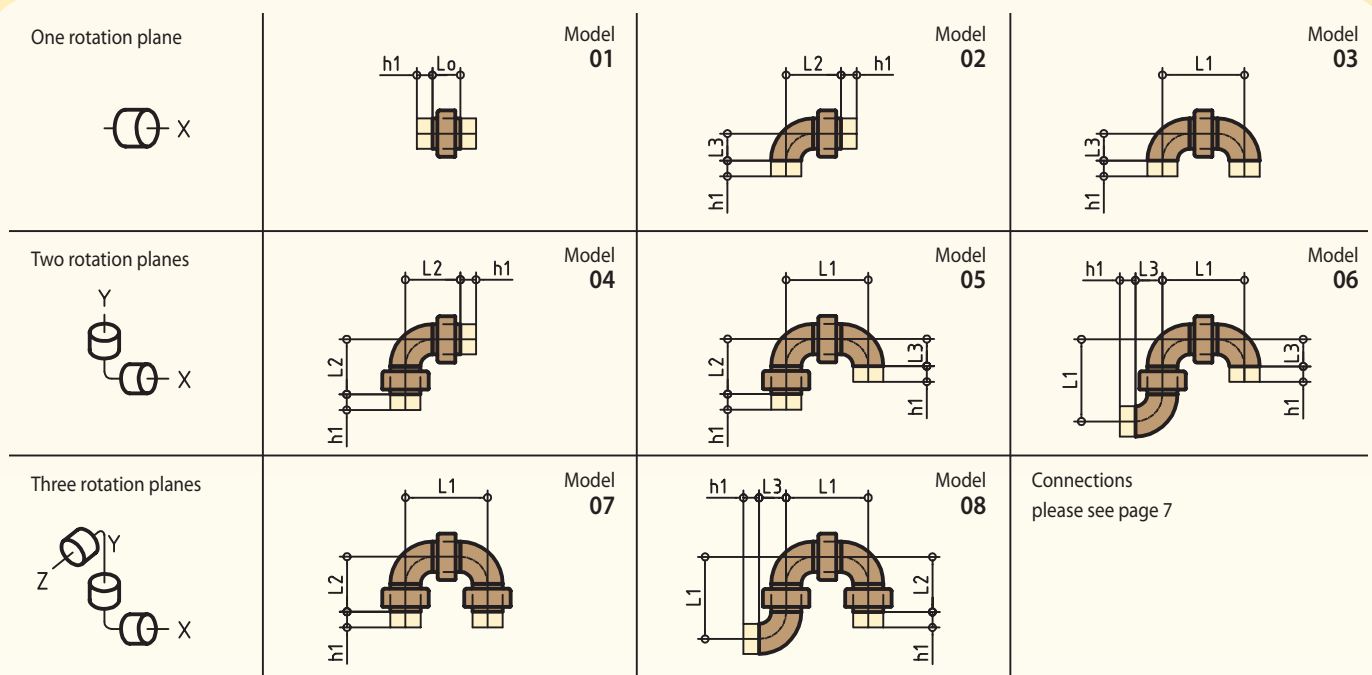 One rotation plane
X
Model
01
h1 Lo
Model
02
L2 h1
L3
h1
Model
03
L1
L3
h1
Two rotation planes
Y
X
Model
04
L2 h1
L2
h1
Model
05
L1
L2
L3
h1
h1
Model
06
h1 L3 L1
L1
L3
h1
Three rotation planes
Y
Z
X
Model
07
L1
L2
h1
Model
08
h1 L3 L1
L1
L2
h1
Connections
please see page 7